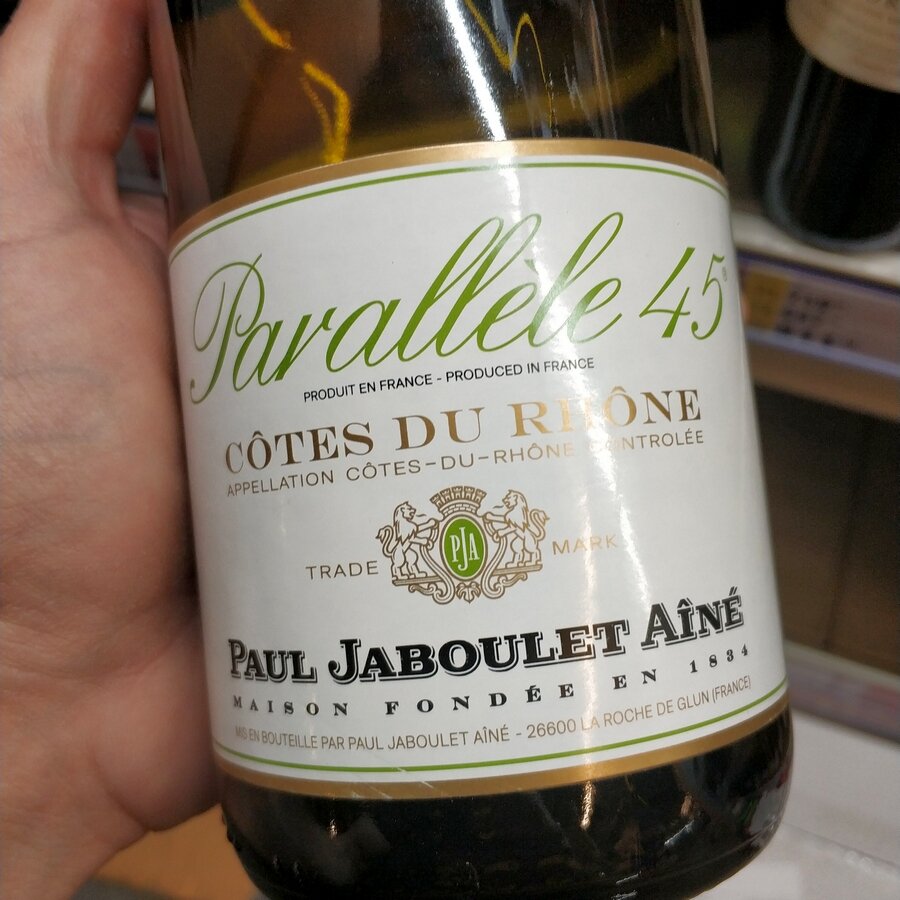 Parallèle 45®
PRODUIT EN FRANCE - PRODUCED IN FRANCE
CÔTES DU RHÔNE
APPELLATION CÔTES-DU-RHÔNE CONTROLÉE
PJA
TRADE MARK
PAUL JABOULET AÎNÉ
MAISON FONDÉE EN 1834
MIS EN BOUTEILLE PAR PAUL JABOULET AÎNÉ - 26600 LA ROCHE DE GLUN (FRANCE)